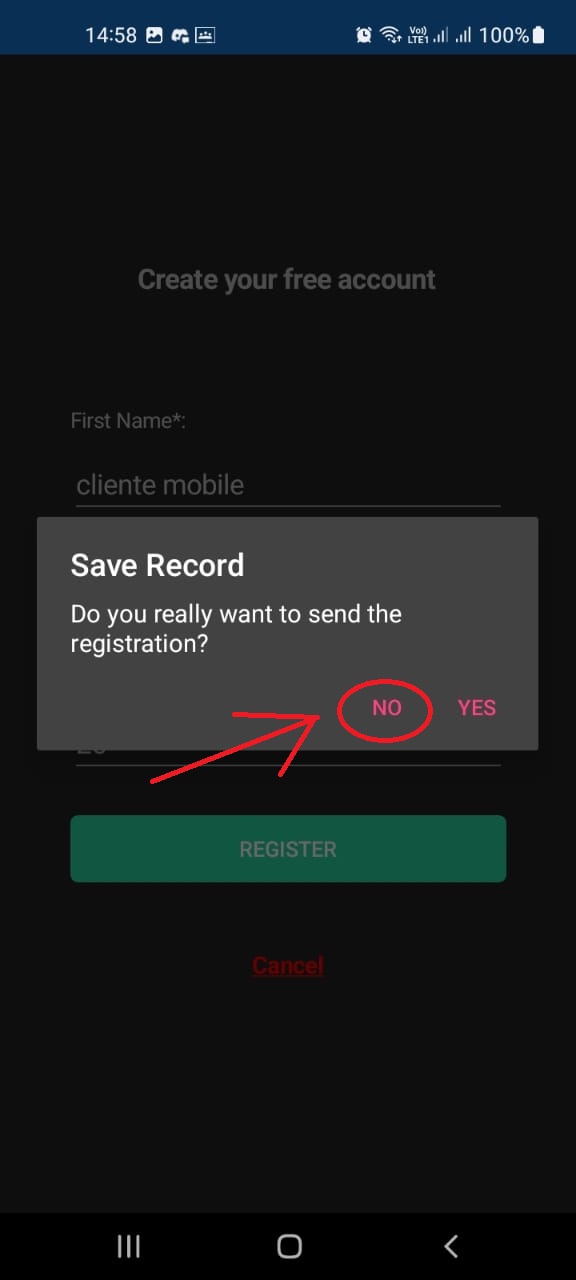 14:58
Vo)) LTE1 100%
Create your free account
First Name*:
cliente mobile
Save Record
Do you really want to send the
registration?
NO YES
REGISTER
Cancel